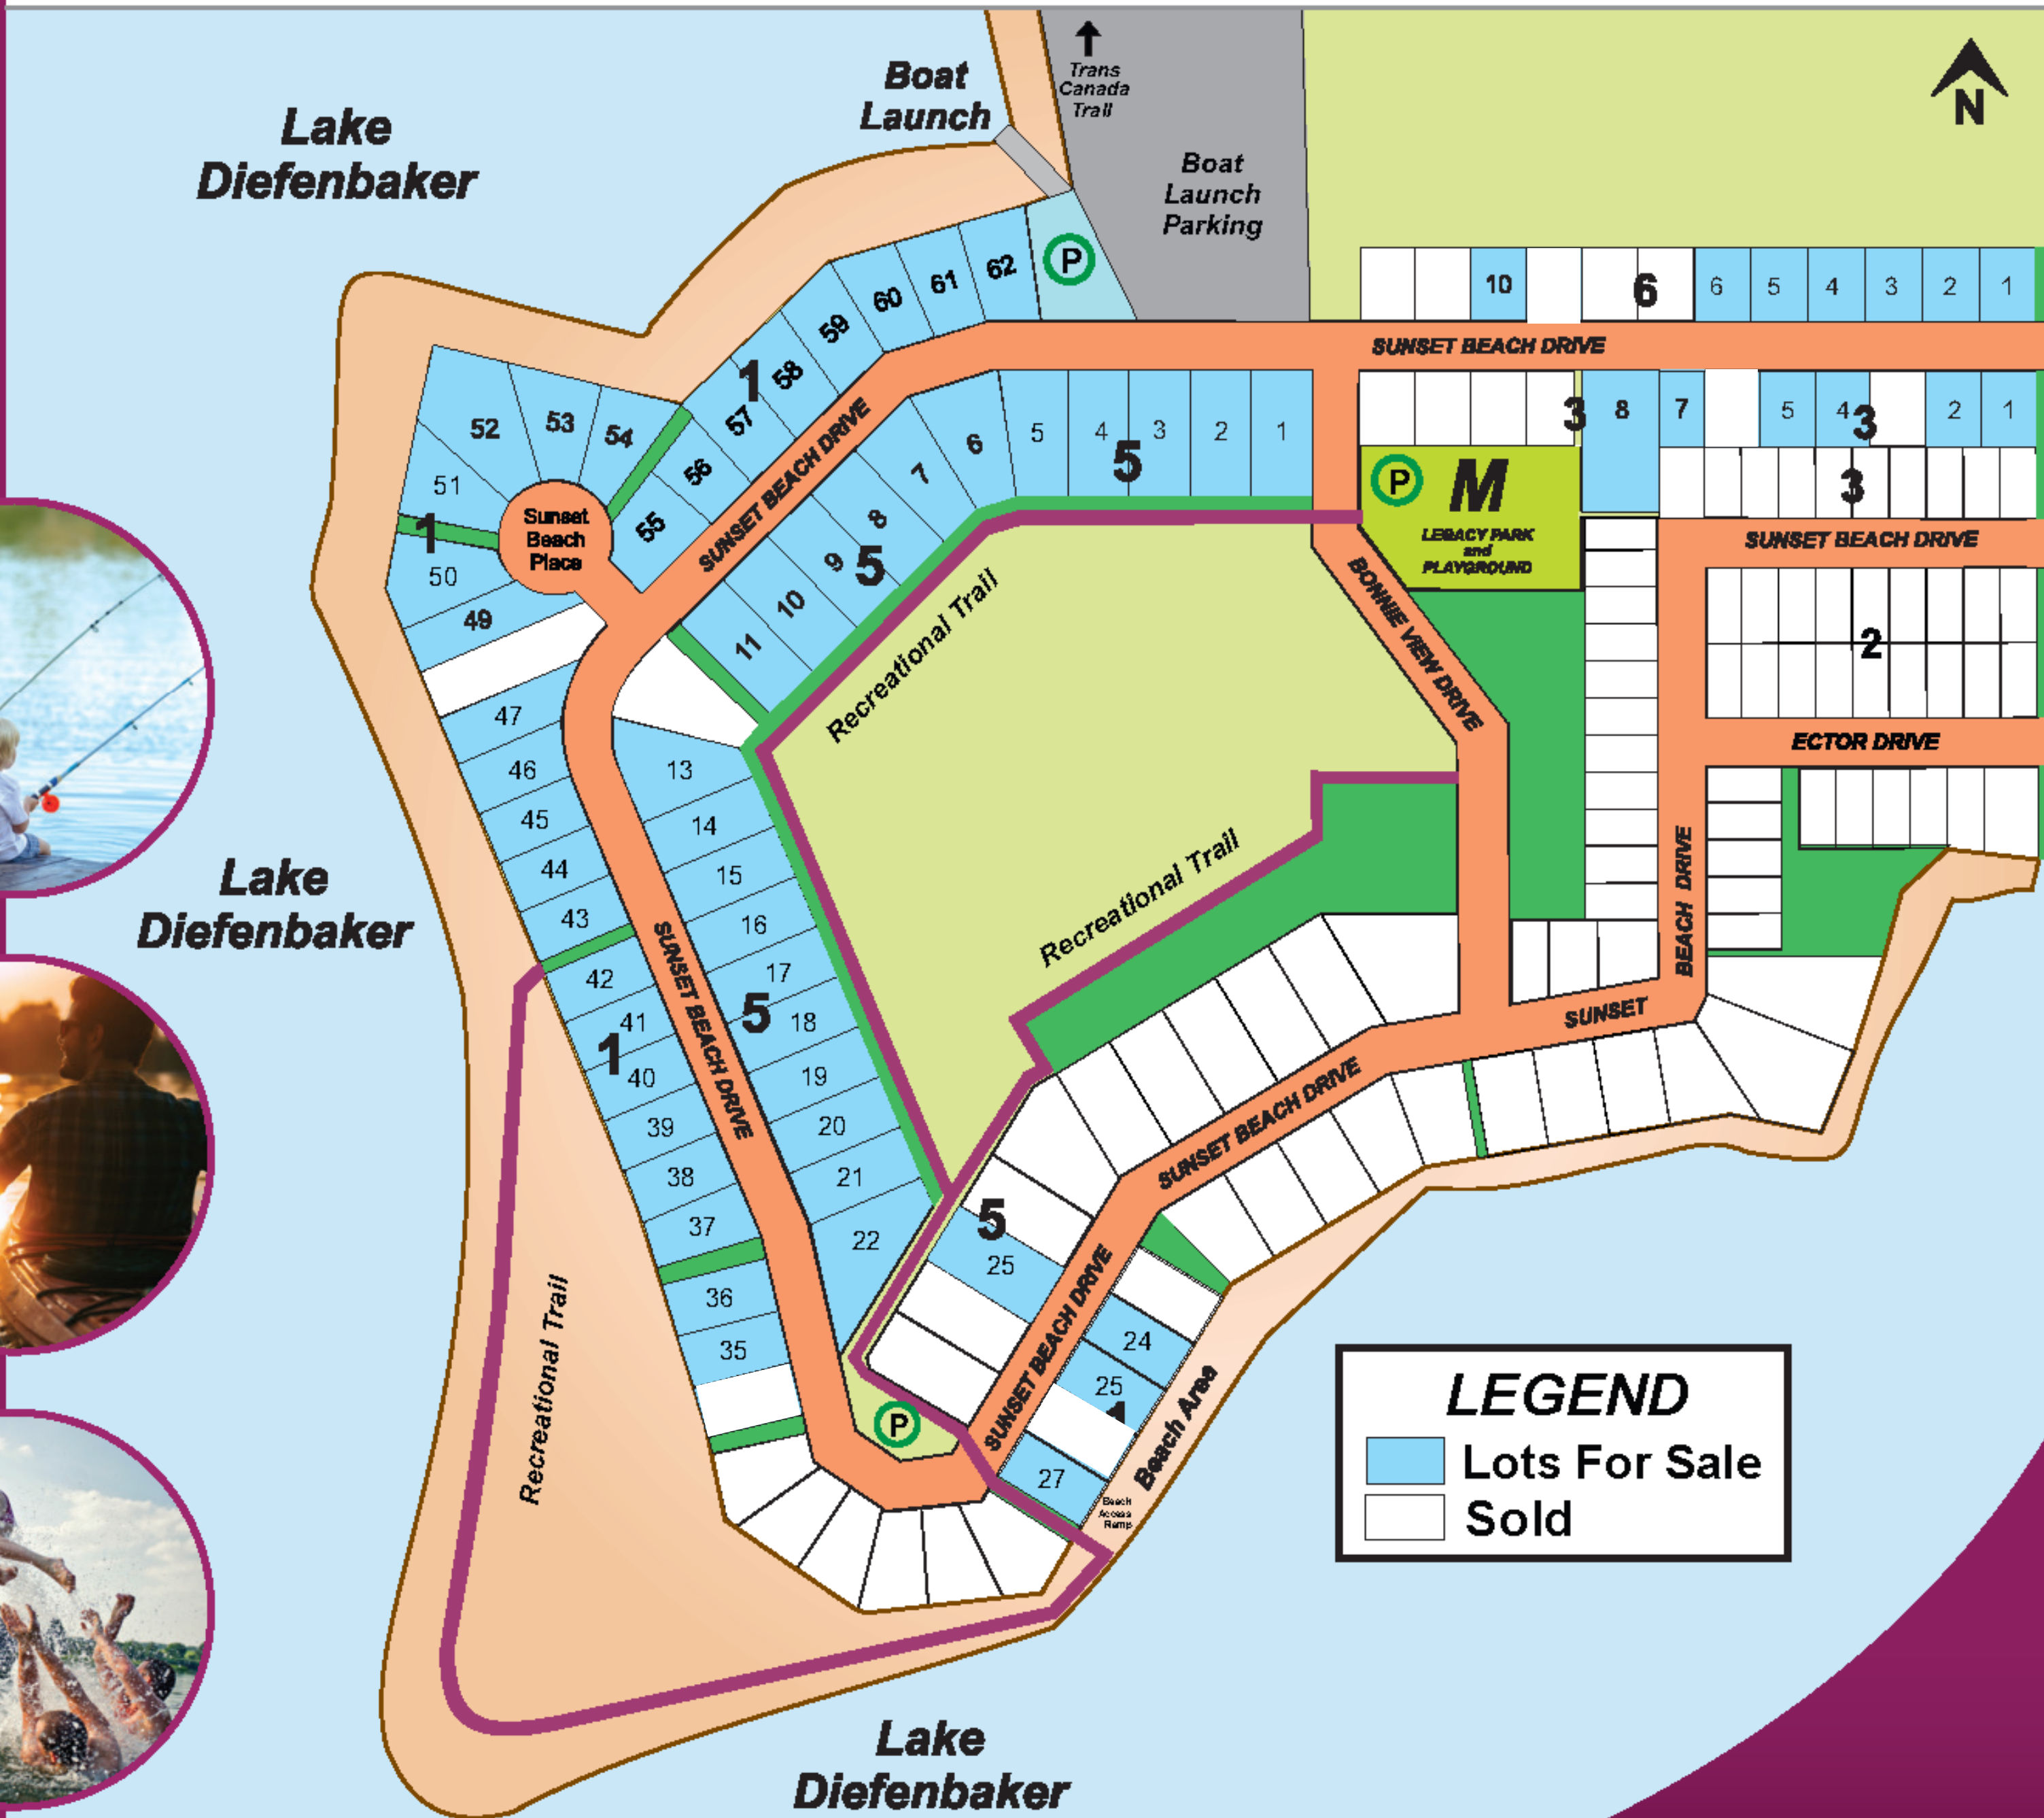 Lake
Diefenbaker
Boat
Launch
Trans
Canada
Trail
Boat
Launch
Parking
N
P
62
61
60
59
58
1
57
56
55
54
53
52
51
1
50
49
Sunset
Beach
Place
10
6
6
5
4
3
2
1
SUNSET BEACH DRIVE
SUNSET BEACH DRIVE
3
8
7
5
4
3
2
1
3
6
5
4
3
2
1
5
7
8
9
5
10
11
P
M
LEGACY PARK
and
PLAYGROUND
SUNSET BEACH DRIVE
2
BONNIE VIEW DRIVE
ECTOR DRIVE
Recreational Trail
47
46
45
44
43
42
41
1
40
39
38
37
36
35
13
14
15
16
17
5
18
19
20
21
22
SUNSET BEACH DRIVE
Lake
Diefenbaker
Recreational Trail
BEACH DRIVE
SUNSET
SUNSET BEACH DRIVE
5
25
SUNSET BEACH DRIVE
24
25
1
27
Beach Area
Beach
Access
Ramp
P
Recreational Trail
LEGEND
Lots For Sale
Sold
Lake
Diefenbaker